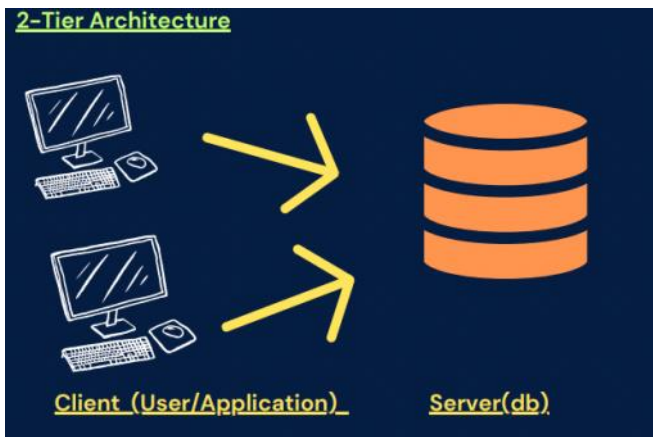 2-Tier Architecture
Client (User/Application)
Server(db)